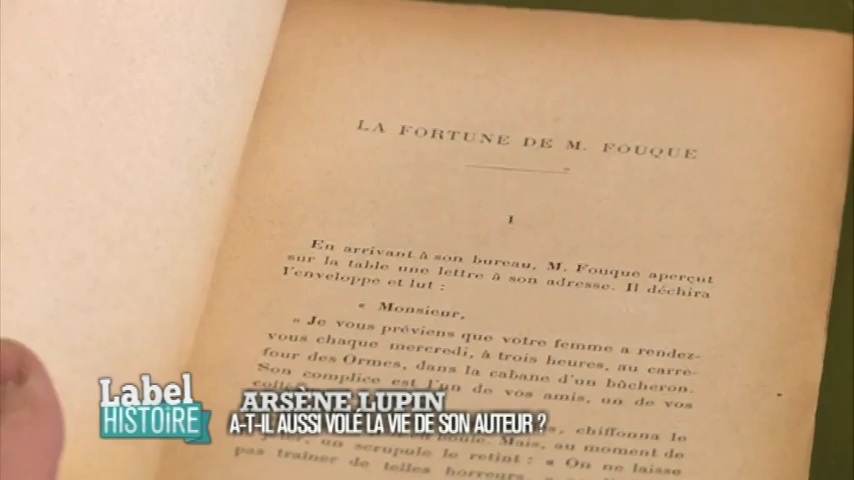 LA FORTUNE DE M. FOUQUE
I
En arrivant à son bureau, M. Fouque aperçut
sur la table une lettre à son adresse. Il déchira
l'enveloppe et lut :
« Monsieur,
« Je vous préviens que votre femme a rendez-
vous chaque mercredi, à trois heures, au carre-
four des Ormes, dans la cabane d'un bûcheron.
Son complice est l'un de vos amis, un de vos
chiffonna le
en boule. Mais, au moment de
jeter, un scrupule le retint : « On ne laisse
pas traîner de telles horreurs
Label
HISTOIRE
ARSÈNE LUPIN
A-T-IL AUSSI VOLÉ LA VIE DE SON AUTEUR ?